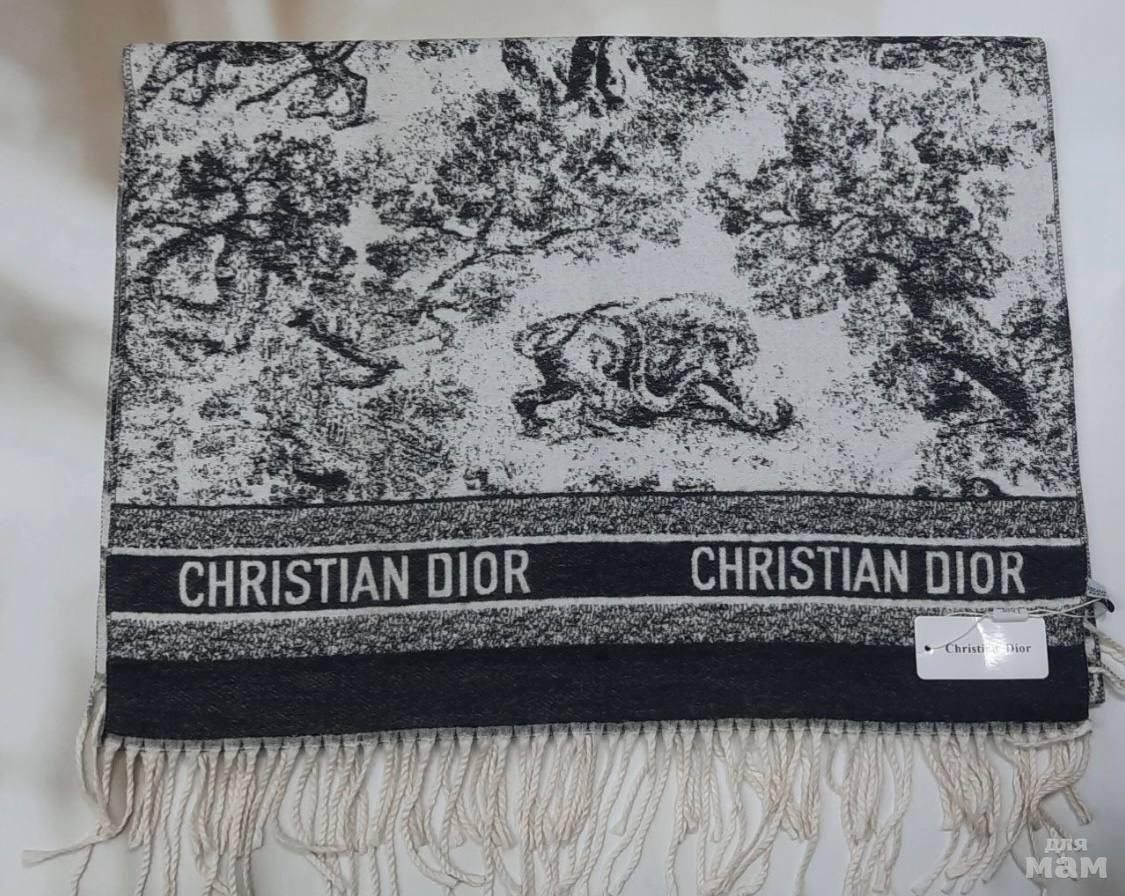 CHRISTIAN DIOR CHRISTIAN DIOR
Christian Dior
для
мам